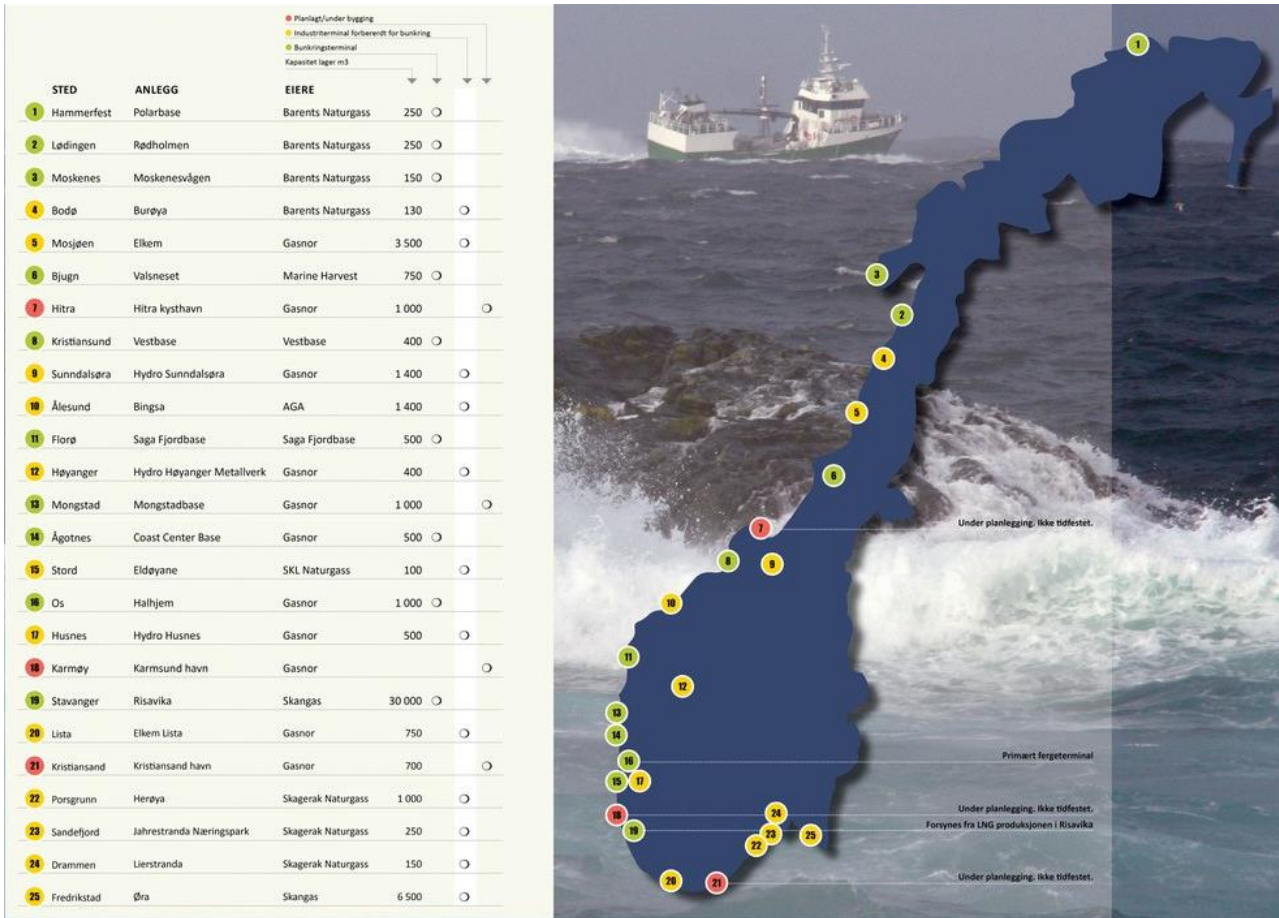 Planlagt/under bygging
Industriterminal forbererdt for bunkring
Bunkringsterminal
Kapasitet lager m3
STED ANLEGG EIERE
1 Hammerfest Polarbase Barents Naturgass 250
2 Lødingen Rødholmen Barents Naturgass 250
3 Moskenes Moskenesvågen Barents Naturgass 150
4 Bodø Burøya Barents Naturgass 130
5 Mosjøen Elkem Gasnor 3 500
6 Bjugn Valsneset Marine Harvest 750
7 Hitra Hitra kysthavn Gasnor 1 000
8 Kristiansund Vestbase Vestbase 400
9 Sunndalsøra Hydro Sunndalsøra Gasnor 1 400
10 Ålesund Bingsa AGA 1 400
11 Florø Saga Fjordbase Saga Fjordbase 500
12 Høyanger Hydro Høyanger Metallverk Gasnor 400
13 Mongstad Mongstadbase Gasnor 1 000
14 Ågotnes Coast Center Base Gasnor 500
15 Stord Eldøyane SKL Naturgass 100
16 Os Halhjem Gasnor 1 000
17 Husnes Hydro Husnes Gasnor 500
18 Karmøy Karmsund havn Gasnor
19 Stavanger Risavika Skangas 30 000
20 Lista Elkem Lista Gasnor 750
21 Kristiansand Kristiansand havn Gasnor 700
22 Porsgrunn Herøya Skagerak Naturgass 1 000
23 Sandefjord Jahrestranda Næringspark Skagerak Naturgass 250
24 Drammen Lierstranda Skagerak Naturgass 150
25 Fredrikstad Øra Skangas 6 500
1
3
2
4
5
6
7 Under planlegging. Ikke tidfestet.
8 9
10
11
12
13
14
16 Primært fergeterminal
15 17
18 24 Under planlegging. Ikke tidfestet.
19 23 25 Forsynes fra LNG produksjonen i Risavika
22
20 21 Under planlegging. Ikke tidfestet.